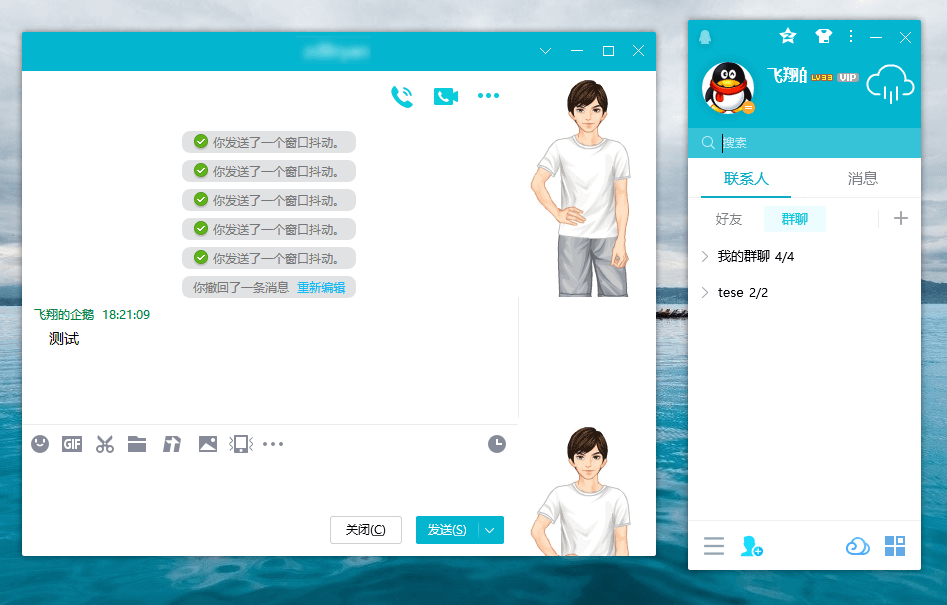 你发送了一个窗口抖动。
你发送了一个窗口抖动。
你发送了一个窗口抖动。
你发送了一个窗口抖动。
你发送了一个窗口抖动。
你撤回了一条消息 重新编辑
飞翔的企鹅 18:21:09
测试
GIF
关闭(C)
发送(S)
飞翔的 LV33 VIP
搜索
联系人 消息
好友 群聊
我的群聊 4/4
tese 2/2